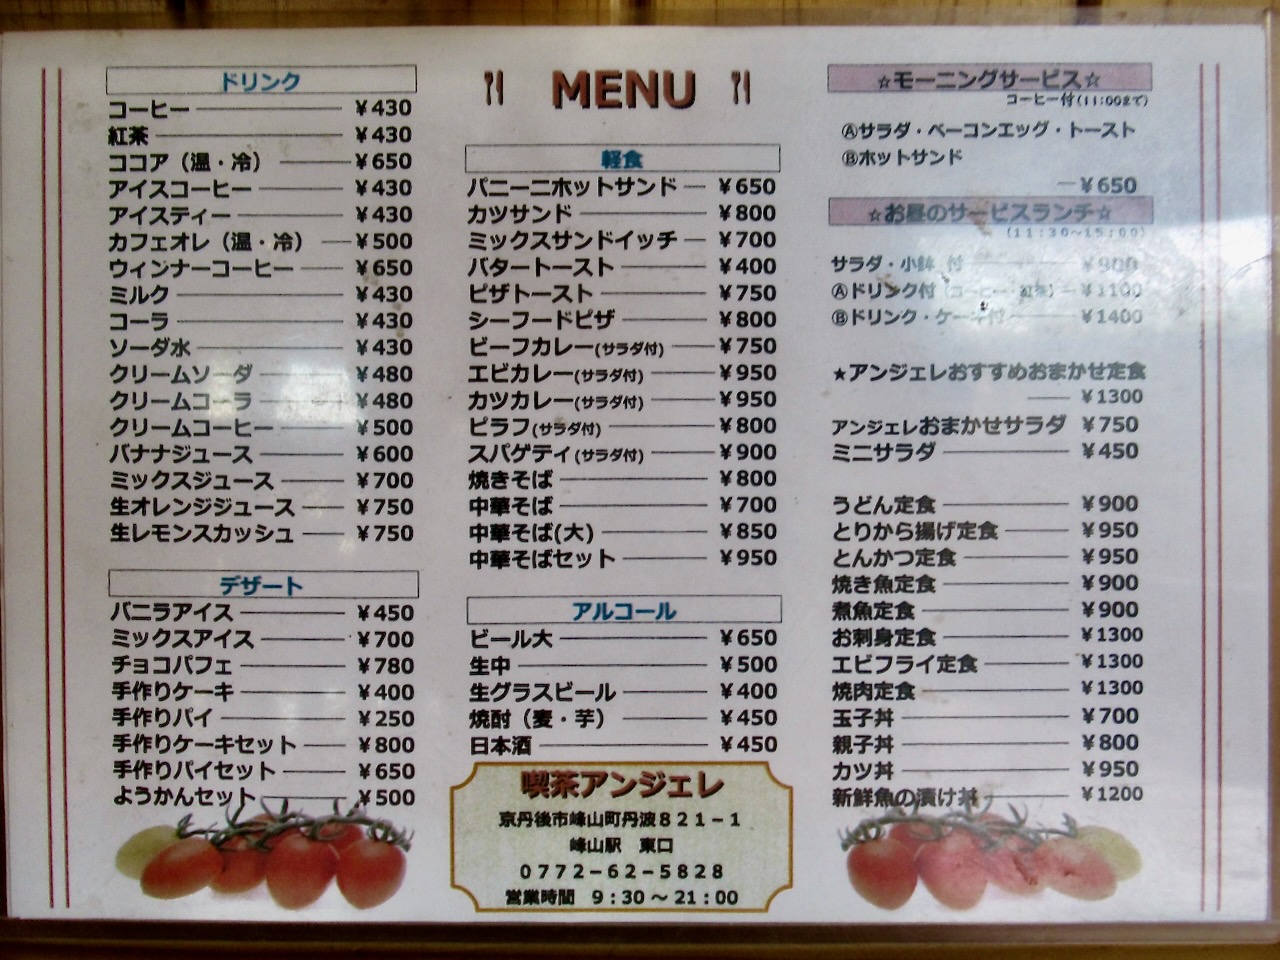 ドリンク
コーヒー ¥430
紅茶 ¥430
ココア（温・冷） ¥650
アイスコーヒー ¥430
アイスティー ¥430
カフェオレ（温・冷） ¥500
ウィンナーコーヒー ¥650
ミルク ¥430
コーラ ¥430
ソーダ水 ¥430
クリームソーダ ¥480
クリームコーラ ¥480
クリームコーヒー ¥500
バナナジュース ¥600
ミックスジュース ¥700
生オレンジジュース ¥750
生レモンスカッシュ ¥750
デザート
バニラアイス ¥450
ミックスアイス ¥700
チョコパフェ ¥780
手作りケーキ ¥400
手作りパイ ¥250
手作りケーキセット ¥800
手作りパイセット ¥650
ようかんセット ¥500
MENU
軽食
パニーニホットサンド ¥650
カツサンド ¥800
ミックスサンドイッチ ¥700
バタートースト ¥400
ピザトースト ¥750
シーフードピザ ¥800
ビーフカレー(サラダ付) ¥750
エビカレー(サラダ付) ¥950
カツカレー(サラダ付) ¥950
ピラフ(サラダ付) ¥800
スパゲティ(サラダ付) ¥900
焼きそば ¥800
中華そば ¥700
中華そば(大) ¥850
中華そばセット ¥950
アルコール
ビール大 ¥650
生中 ¥500
生グラスビール ¥400
焼酎（麦・芋） ¥450
日本酒 ¥450
喫茶アンジェレ
京丹後市峰山町丹波８２１－１
峰山駅 東口
０７７２－６２－５８２８
営業時間 ９:３０～２１:００
☆モーニングサービス☆
コーヒー付(11:00まで)
Ⓐサラダ・ベーコンエッグ・トースト
Ⓑホットサンド
¥650
☆お昼のサービスランチ☆
(11:30~15:00)
サラダ・小鉢 付 ¥900
Ⓐドリンク付（コーヒー・紅茶） ¥1100
Ⓑドリンク・ケーキ付 ¥1400
★アンジェレおすすめおまかせ定食
¥1300
アンジェレおまかせサラダ ¥750
ミニサラダ ¥450
うどん定食 ¥900
とりから揚げ定食 ¥950
とんかつ定食 ¥950
焼き魚定食 ¥900
煮魚定食 ¥900
お刺身定食 ¥1300
エビフライ定食 ¥1300
焼肉定食 ¥1300
玉子丼 ¥700
親子丼 ¥800
カツ丼 ¥950
新鮮魚の漬け丼 ¥1200